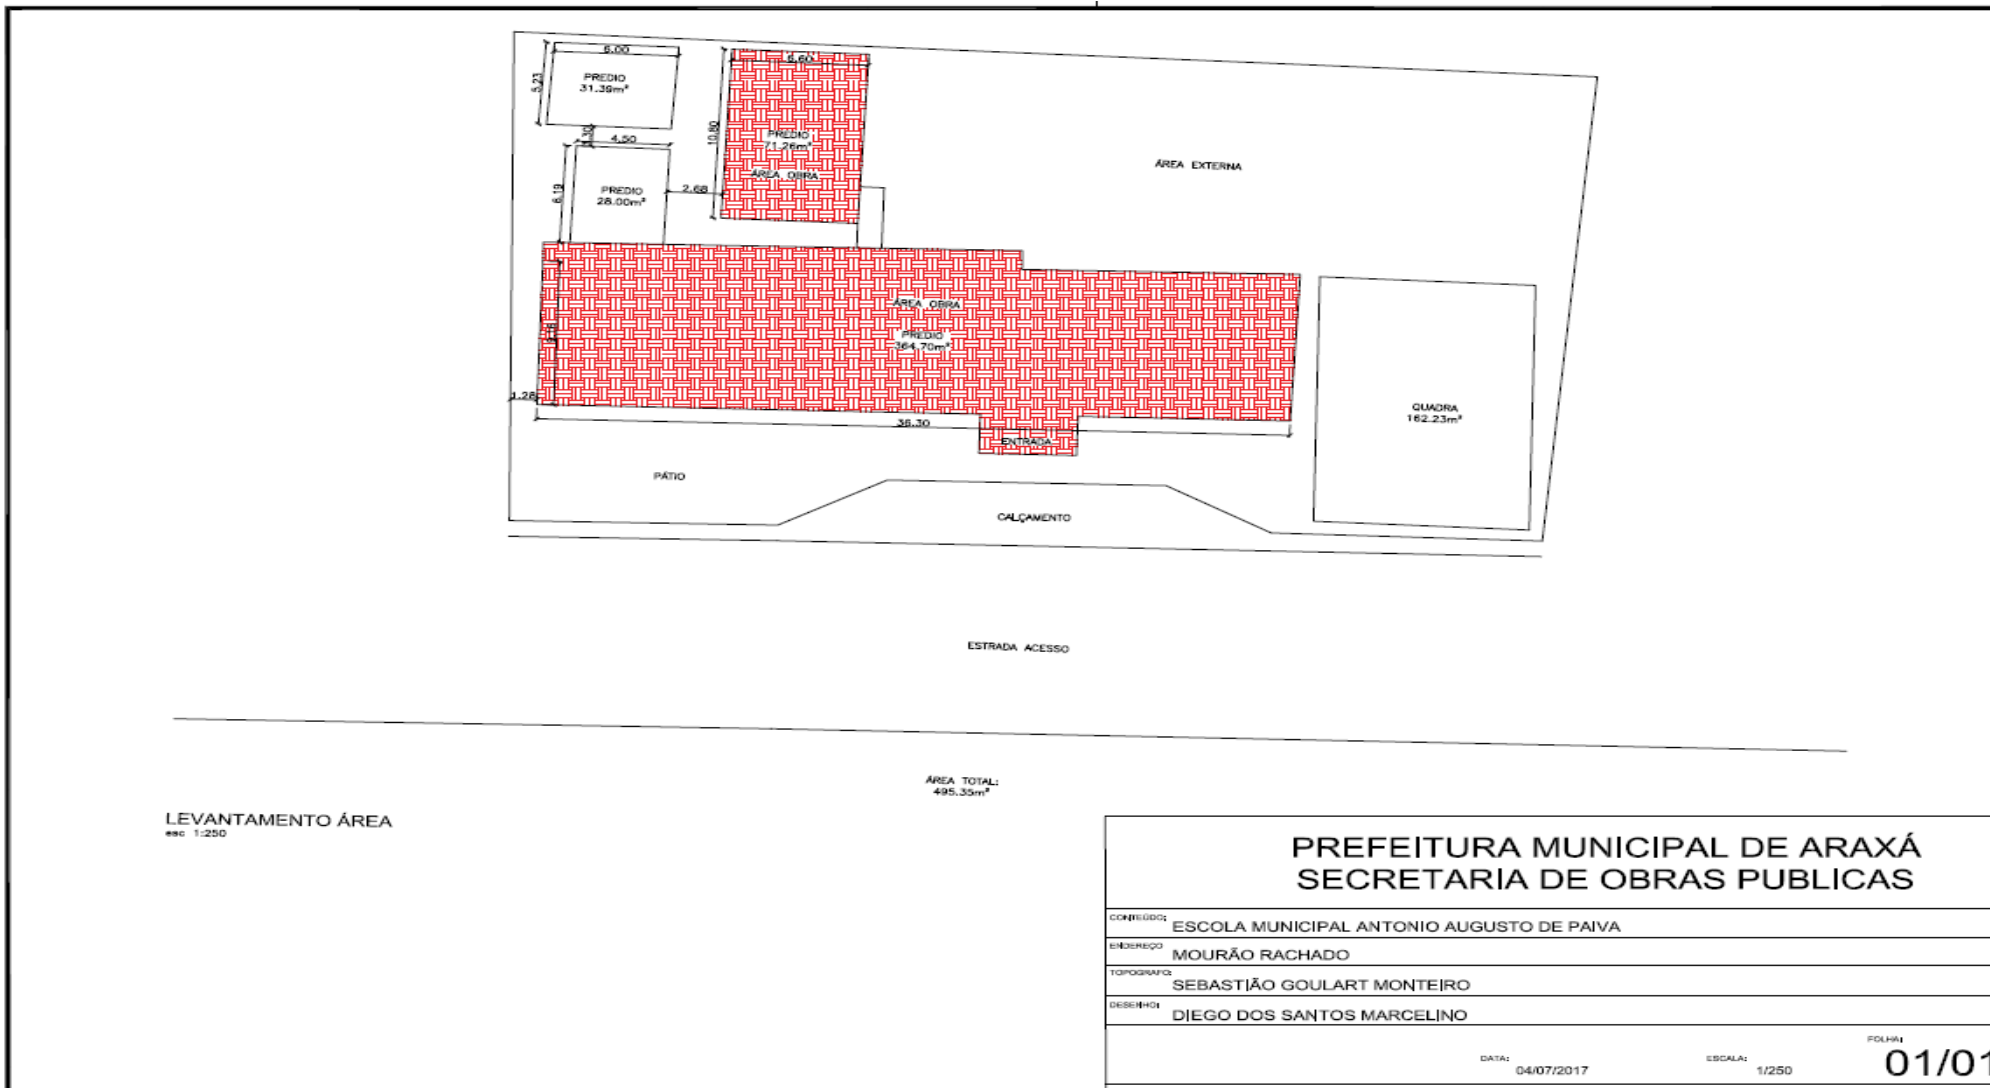 6.00
5.60
5.23
PREDIO
31.39m²
1.30
4.50
10.80
PREDIO
71.26m²
ÁREA OBRA
ÁREA EXTERNA
6.19
PREDIO
28.00m²
2.68
ÁREA OBRA
PREDIO
364.70m²
9.16
1.28
36.30
ENTRADA
QUADRA
162.23m²
PÁTIO
CALÇAMENTO
ESTRADA ACESSO
ÁREA TOTAL:
495.35m²
LEVANTAMENTO ÁREA
esc 1:250
PREFEITURA MUNICIPAL DE ARAXÁ
SECRETARIA DE OBRAS PUBLICAS
CONTEÚDO:
ESCOLA MUNICIPAL ANTONIO AUGUSTO DE PAIVA
ENDEREÇO
MOURÃO RACHADO
TOPOGRAFO:
SEBASTIÃO GOULART MONTEIRO
DESENHO:
DIEGO DOS SANTOS MARCELINO
DATA:
04/07/2017
ESCALA:
1/250
FOLHA:
01/01